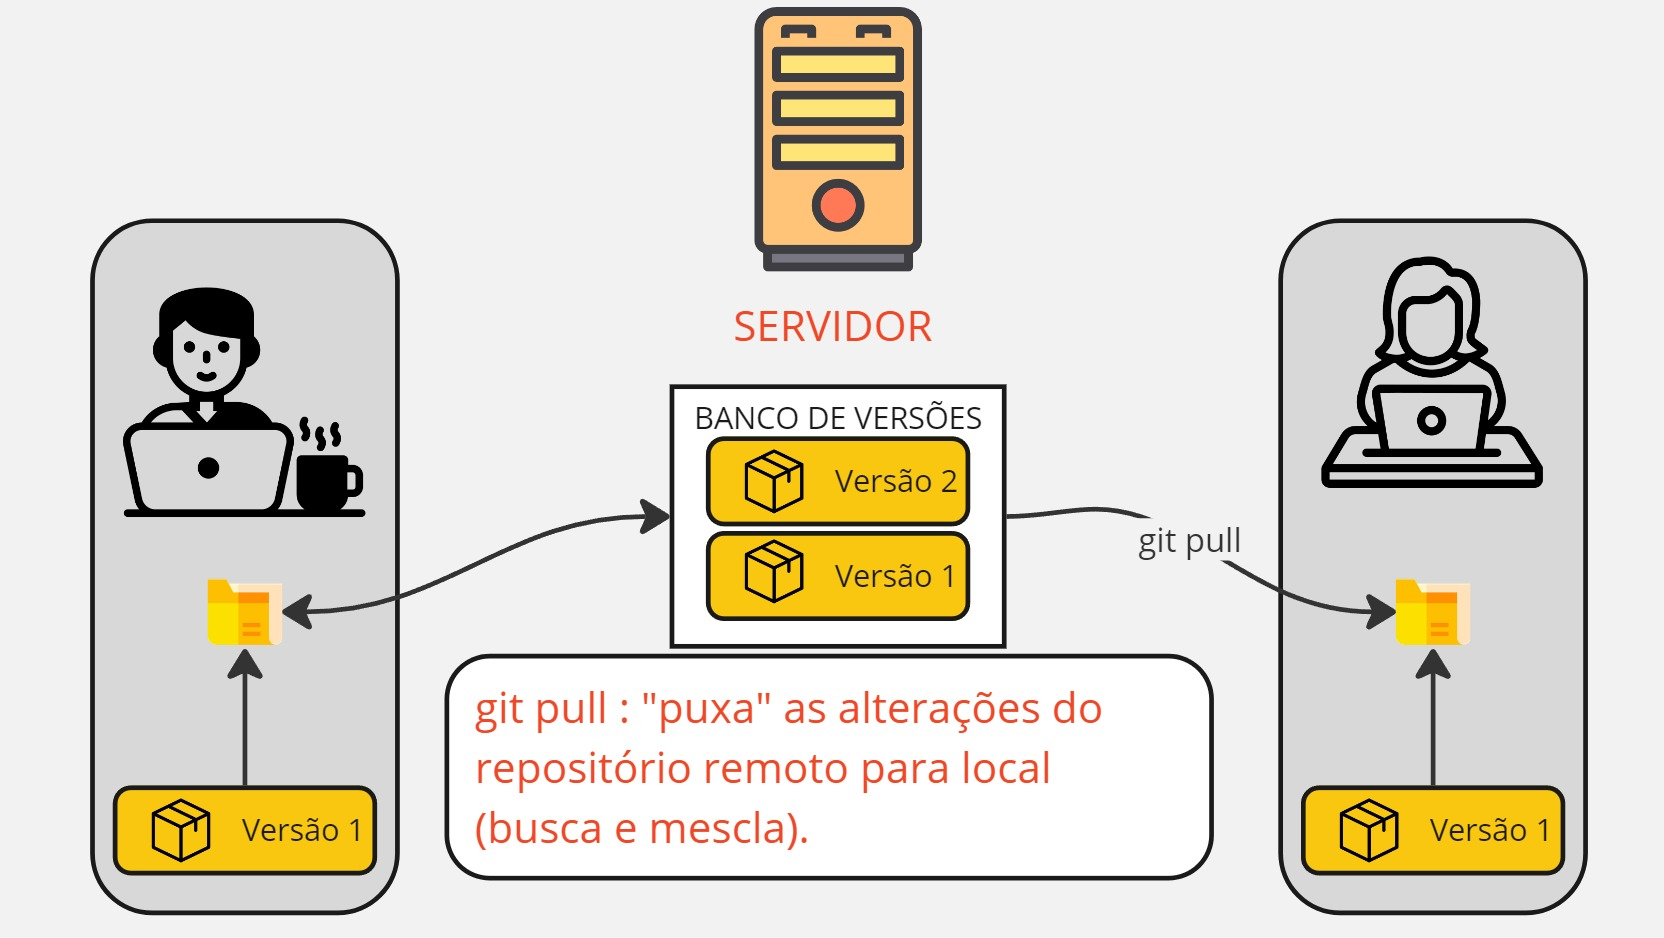 SERVIDOR
BANCO DE VERSÕES
Versão 2
Versão 1
git pull
git pull : "puxa" as alterações do
repositório remoto para local
(busca e mescla).
Versão 1
Versão 1